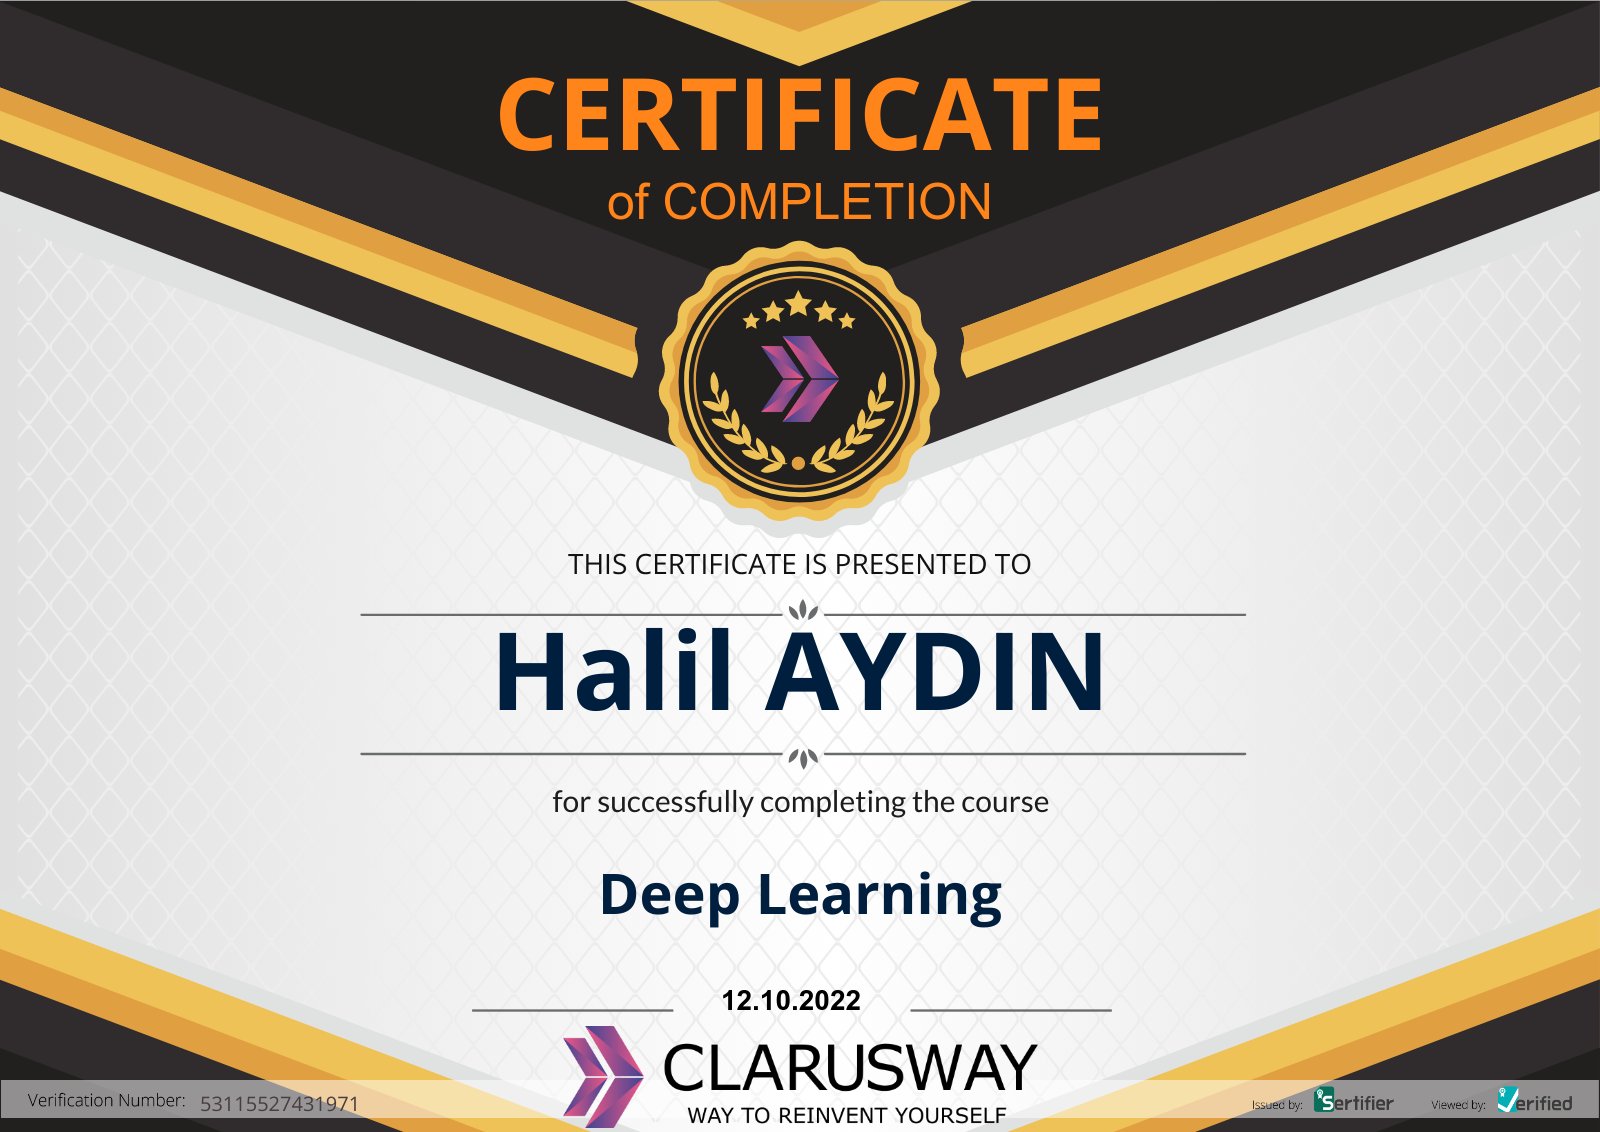 CERTIFICATE
of COMPLETION
THIS CERTIFICATE IS PRESENTED TO
Halil AYDIN
for successfully completing the course
Deep Learning
12.10.2022
CLARUSWAY
WAY TO REINVENT YOURSELF
Verification Number: 53115527431971
Issued by: Sertifier Viewed by: Verified